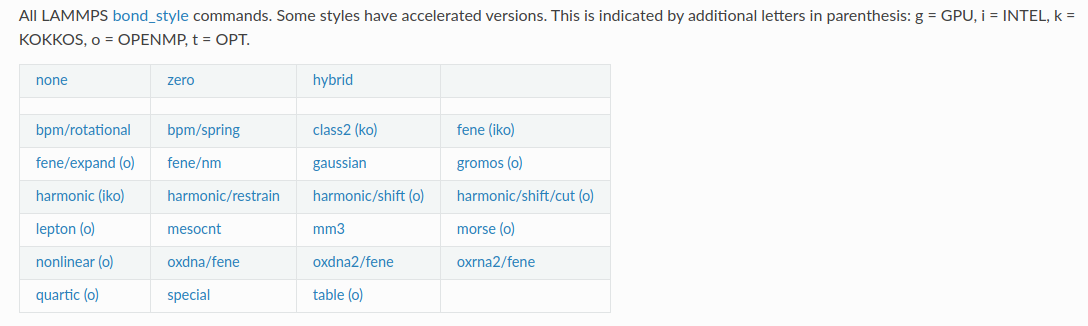 All LAMMPS bond_style commands. Some styles have accelerated versions. This is indicated by additional letters in parenthesis: g = GPU, i = INTEL, k =
KOKKOS, o = OPENMP, t = OPT.
none zero hybrid
bpm/rotational bpm/spring class2 (ko) fene (iko)
fene/expand (o) fene/nm gaussian gromos (o)
harmonic (iko) harmonic/restrain harmonic/shift (o) harmonic/shift/cut (o)
lepton (o) mesocnt mm3 morse (o)
nonlinear (o) oxdna/fene oxdna2/fene oxrna2/fene
quartic (o) special table (o)